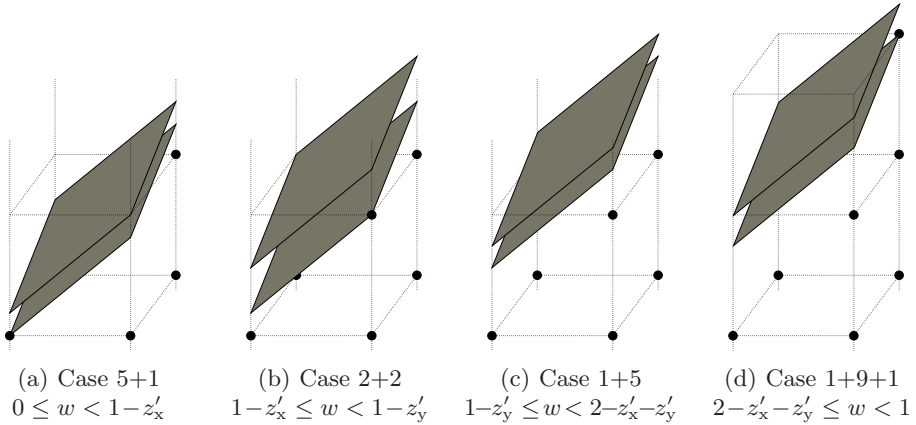 (a) Case 5+1
0 ≤ w < 1−z′ₓ
(b) Case 2+2
1−z′ₓ ≤ w < 1−z′ᵧ
(c) Case 1+5
1−z′ᵧ ≤ w < 2−z′ₓ−z′ᵧ
(d) Case 1+9+1
2−z′ₓ−z′ᵧ ≤ w < 1